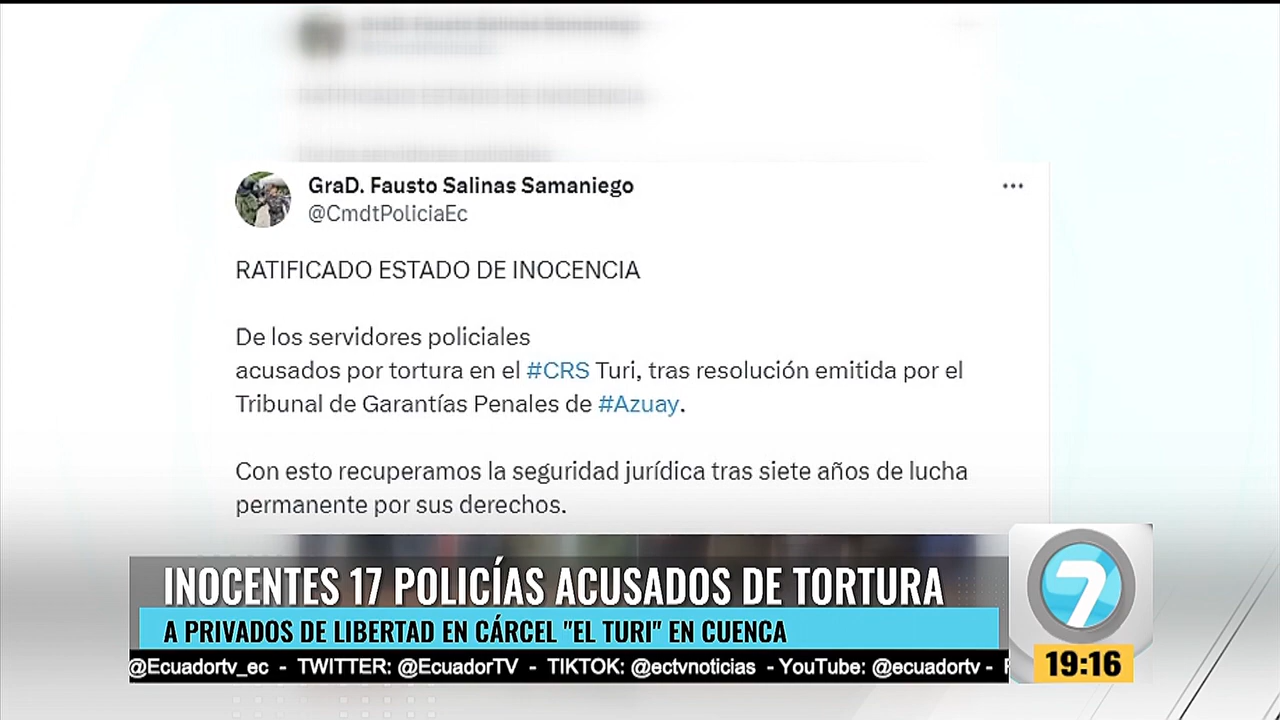 GraD. Fausto Salinas Samaniego
@CmdtPoliciaEc
RATIFICADO ESTADO DE INOCENCIA
De los servidores policiales
acusados por tortura en el #CRS Turi, tras resolución emitida por el
Tribunal de Garantías Penales de #Azuay.
Con esto recuperamos la seguridad jurídica tras siete años de lucha
permanente por sus derechos.
INOCENTES 17 POLICÍAS ACUSADOS DE TORTURA
A PRIVADOS DE LIBERTAD EN CÁRCEL "EL TURI" EN CUENCA
@Ecuadortv_ec - TWITTER: @EcuadorTV - TIKTOK: @ectvnoticias - YouTube: @ecuadortv -
7
19:16